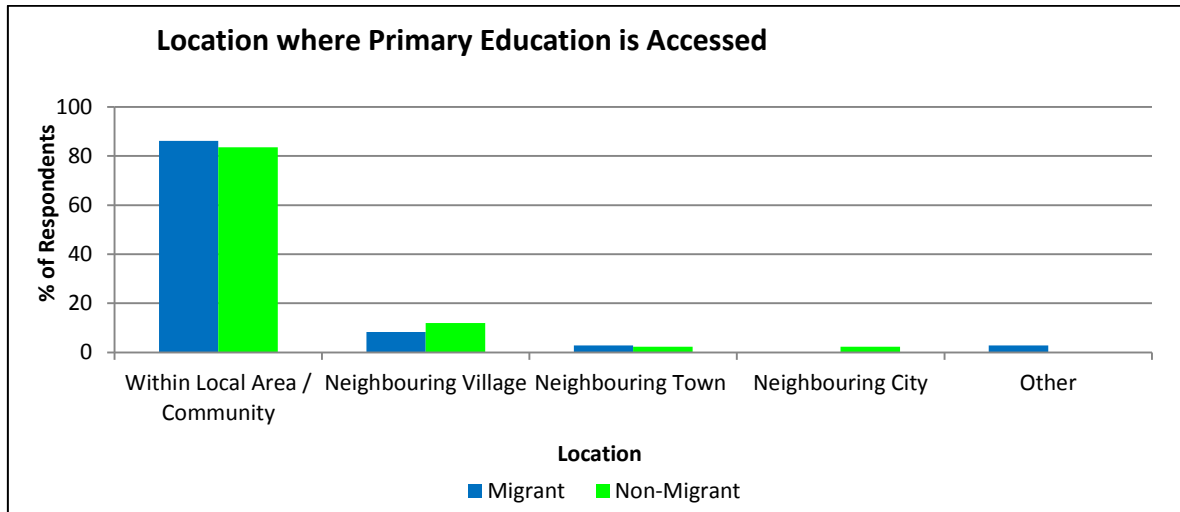 Location where Primary Education is Accessed
% of Respondents
100
80
60
40
20
0
Within Local Area /
Community
Neighbouring Village
Neighbouring Town
Neighbouring City
Other
Location
Migrant
Non-Migrant